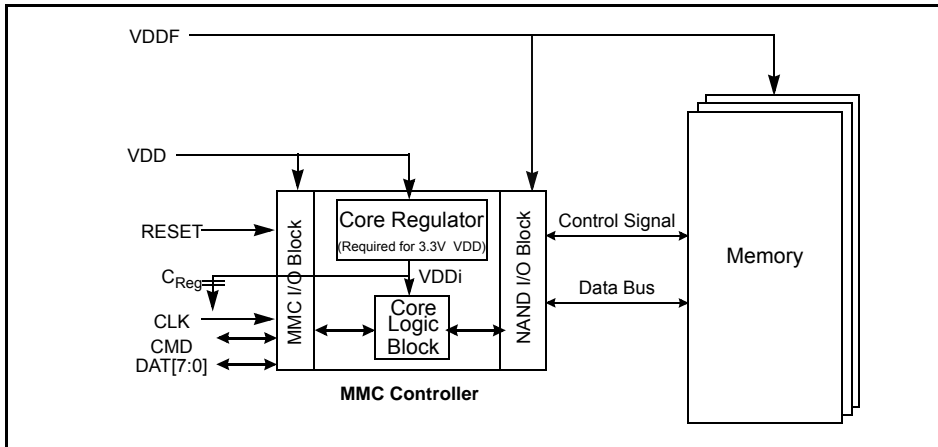 VDDF
VDD
RESET
CReg
CLK
CMD
DAT[7:0]
MMC I/O Block
Core Regulator
(Required for 3.3V VDD)
VDDi
Core
Logic
Block
NAND I/O Block
MMC Controller
Control Signal
Data Bus
Memory